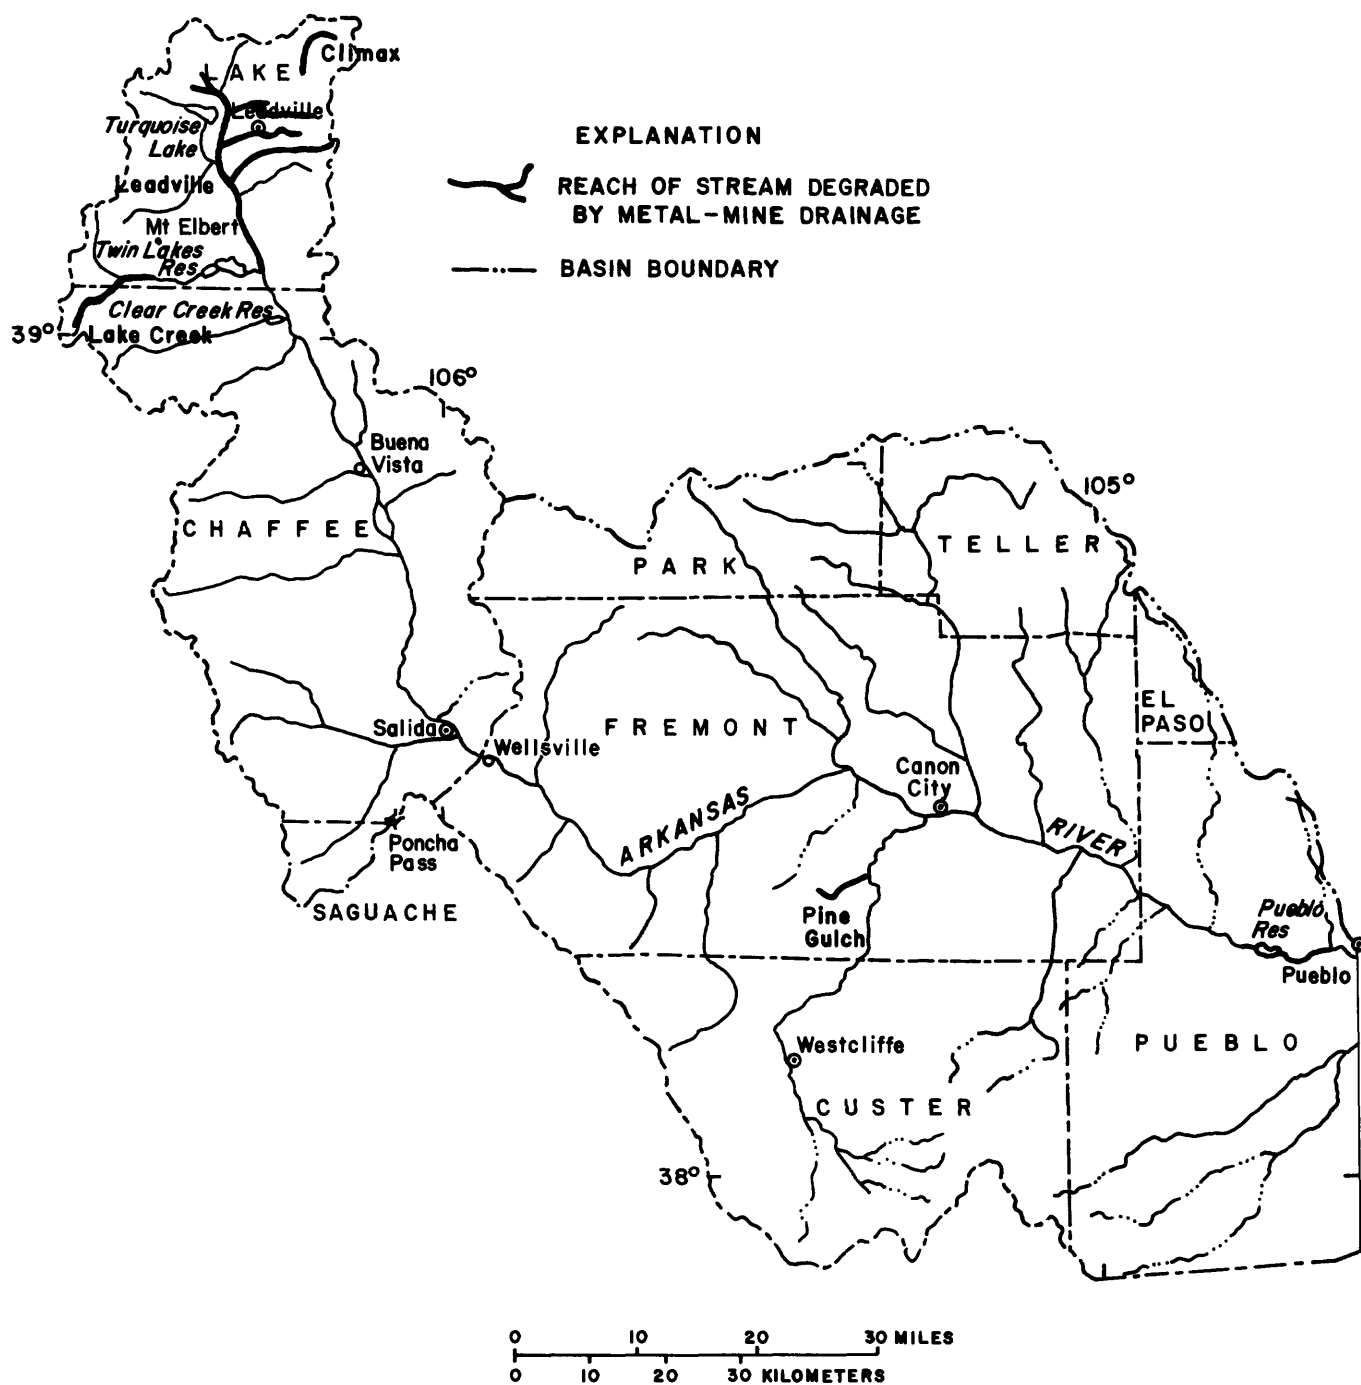 Climax
LAKE
Leadville
Turquoise
Lake
Leadville
Mt Elbert
Twin Lakes
Res
Clear Creek Res
39°
Lake Creek
EXPLANATION
REACH OF STREAM DEGRADED
BY METAL-MINE DRAINAGE
BASIN BOUNDARY
106°
Buena
Vista
105°
CHAFFEE
PARK
TELLER
EL
PASO
Salida
Wellsville
FREMONT
Canon
City
ARKANSAS
RIVER
Poncha
Pass
SAGUACHE
Pine
Gulch
Pueblo
Res
Pueblo
Westcliffe
PUEBLO
CUSTER
38°
0 10 20 30 MILES
0 10 20 30 KILOMETERS